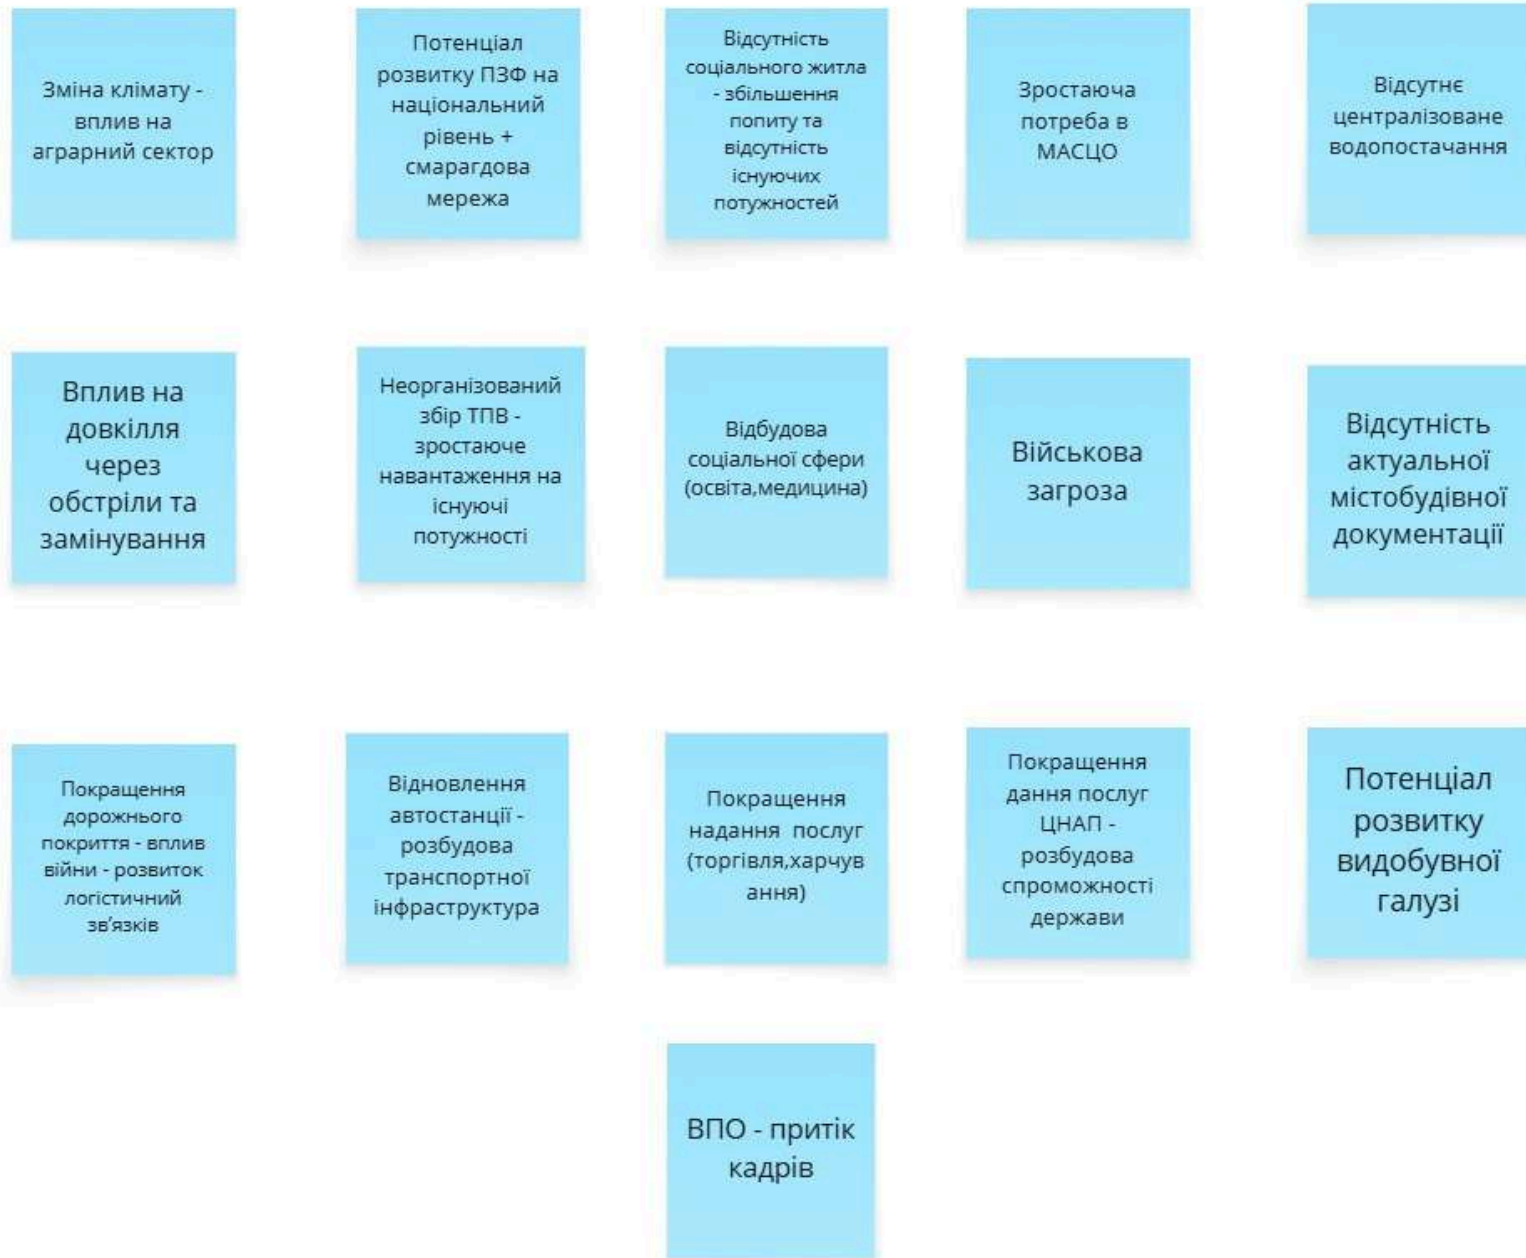 Зміна клімату -
вплив на
аграрний сектор
Потенціал
розвитку ПЗФ на
національний
рівень +
смарагдова
мережа
Відсутність
соціального житла
- збільшення
попиту та
відсутність
існуючих
потужностей
Зростаюча
потреба в
МАСЦО
Відсутнє
централізоване
водопостачання
Вплив на
довкілля
через
обстріли та
замінування
Неорганізований
збір ТПВ -
зростаюче
навантаження на
існуючі
потужності
Відбудова
соціальної сфери
(освіта,медицина)
Військова
загроза
Відсутність
актуальної
містобудівної
документації
Покращення
дорожнього
покриття - вплив
війни - розвиток
логістичний
зв'язків
Відновлення
автостанції -
розбудова
транспортної
інфраструктура
Покращення
надання послуг
(торгівля,харчув
ання)
Покращення
дання послуг
ЦНАП -
розбудова
спроможності
держави
Потенціал
розвитку
видобувної
галузі
ВПО - притік
кадрів